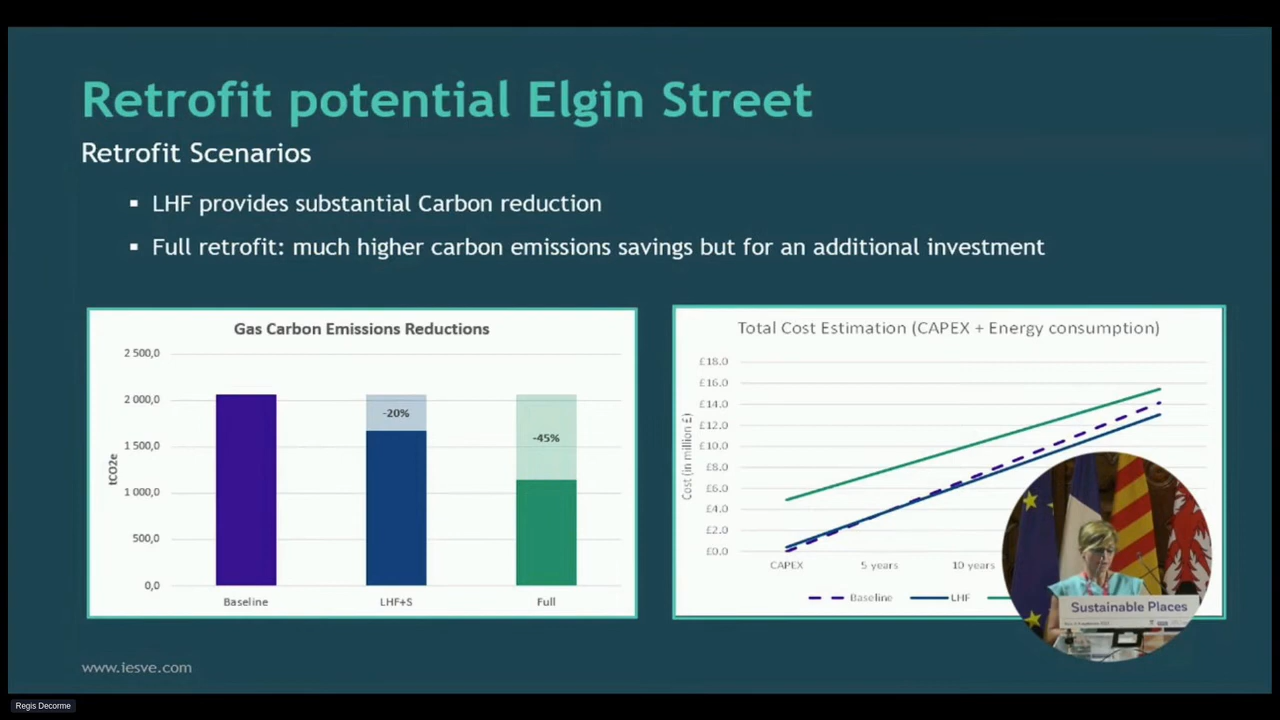 Retrofit potential Elgin Street
Retrofit Scenarios
▪ LHF provides substantial Carbon reduction
▪ Full retrofit: much higher carbon emissions savings but for an additional investment
Gas Carbon Emissions Reductions
2 500,0
2 000,0
1 500,0
1 000,0
500,0
0,0
tCO2e
-20%
-45%
Baseline
LHF+S
Full
Total Cost Estimation (CAPEX + Energy consumption)
£18.0
£16.0
£14.0
£12.0
£10.0
£8.0
£6.0
£4.0
£2.0
£0.0
Cost (in million £)
CAPEX
5 years
10 years
Baseline
LHF
Sustainable Places
www.iesve.com
Regis Decorme